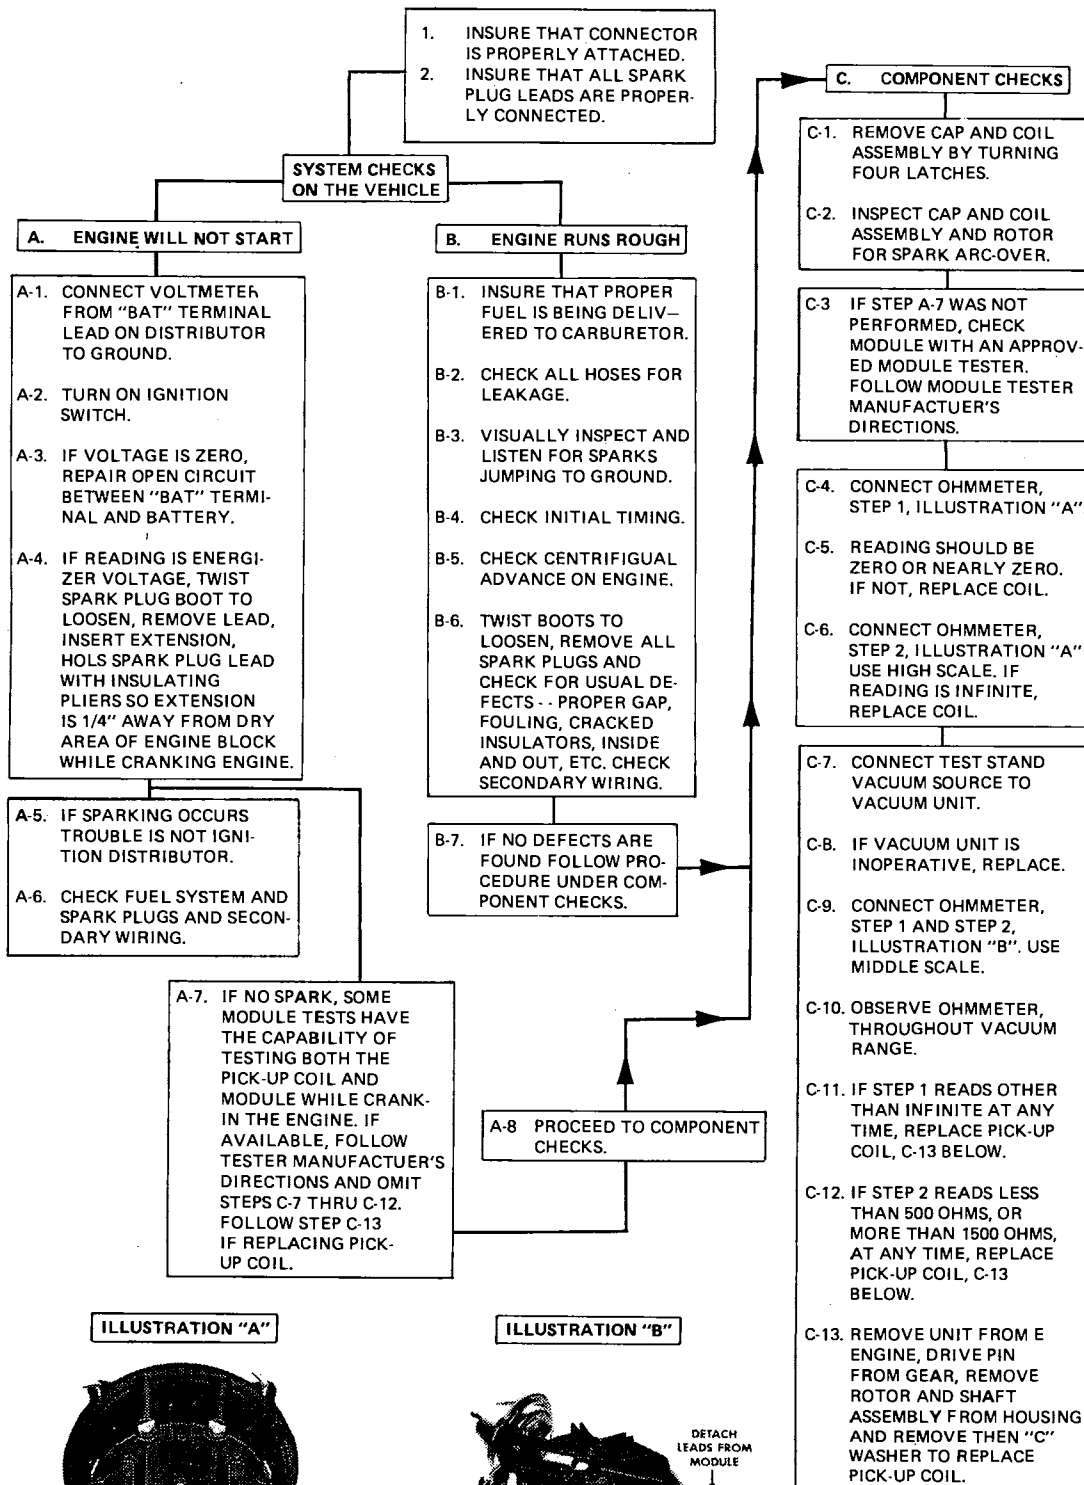 1. INSURE THAT CONNECTOR
IS PROPERLY ATTACHED.
2. INSURE THAT ALL SPARK
PLUG LEADS ARE PROPER-
LY CONNECTED.
SYSTEM CHECKS
ON THE VEHICLE
A. ENGINE WILL NOT START
A-1. CONNECT VOLTMETER
FROM "BAT" TERMINAL
LEAD ON DISTRIBUTOR
TO GROUND.
A-2. TURN ON IGNITION
SWITCH.
A-3. IF VOLTAGE IS ZERO,
REPAIR OPEN CIRCUIT
BETWEEN "BAT" TERMI-
NAL AND BATTERY.
A-4. IF READING IS ENERGI-
ZER VOLTAGE, TWIST
SPARK PLUG BOOT TO
LOOSEN, REMOVE LEAD,
INSERT EXTENSION,
HOLS SPARK PLUG LEAD
WITH INSULATING
PLIERS SO EXTENSION
IS 1/4" AWAY FROM DRY
AREA OF ENGINE BLOCK
WHILE CRANKING ENGINE.
A-5. IF SPARKING OCCURS
TROUBLE IS NOT IGNI-
TION DISTRIBUTOR.
A-6. CHECK FUEL SYSTEM AND
SPARK PLUGS AND SECON-
DARY WIRING.
A-7. IF NO SPARK, SOME
MODULE TESTS HAVE
THE CAPABILITY OF
TESTING BOTH THE
PICK-UP COIL AND
MODULE WHILE CRANK-
IN THE ENGINE. IF
AVAILABLE, FOLLOW
TESTER MANUFACTUER'S
DIRECTIONS AND OMIT
STEPS C-7 THRU C-12.
FOLLOW STEP C-13
IF REPLACING PICK-
UP COIL.
A-8 PROCEED TO COMPONENT
CHECKS.
B. ENGINE RUNS ROUGH
B-1. INSURE THAT PROPER
FUEL IS BEING DELIV-
ERED TO CARBURETOR.
B-2. CHECK ALL HOSES FOR
LEAKAGE.
B-3. VISUALLY INSPECT AND
LISTEN FOR SPARKS
JUMPING TO GROUND.
B-4. CHECK INITIAL TIMING.
B-5. CHECK CENTRIFIGUAL
ADVANCE ON ENGINE.
B-6. TWIST BOOTS TO
LOOSEN, REMOVE ALL
SPARK PLUGS AND
CHECK FOR USUAL DE-
FECTS -- PROPER GAP,
FOULING, CRACKED
INSULATORS, INSIDE
AND OUT, ETC. CHECK
SECONDARY WIRING.
B-7. IF NO DEFECTS ARE
FOUND FOLLOW PRO-
CEDURE UNDER COM-
PONENT CHECKS.
C. COMPONENT CHECKS
C-1. REMOVE CAP AND COIL
ASSEMBLY BY TURNING
FOUR LATCHES.
C-2. INSPECT CAP AND COIL
ASSEMBLY AND ROTOR
FOR SPARK ARC-OVER.
C-3 IF STEP A-7 WAS NOT
PERFORMED, CHECK
MODULE WITH AN APPROV-
ED MODULE TESTER.
FOLLOW MODULE TESTER
MANUFACTUER'S
DIRECTIONS.
C-4. CONNECT OHMMETER,
STEP 1, ILLUSTRATION "A"
C-5. READING SHOULD BE
ZERO OR NEARLY ZERO.
IF NOT, REPLACE COIL.
C-6. CONNECT OHMMETER,
STEP 2, ILLUSTRATION "A"
USE HIGH SCALE. IF
READING IS INFINITE,
REPLACE COIL.
C-7. CONNECT TEST STAND
VACUUM SOURCE TO
VACUUM UNIT.
C-8. IF VACUUM UNIT IS
INOPERATIVE, REPLACE.
C-9. CONNECT OHMMETER,
STEP 1 AND STEP 2,
ILLUSTRATION "B". USE
MIDDLE SCALE.
C-10. OBSERVE OHMMETER,
THROUGHOUT VACUUM
RANGE.
C-11. IF STEP 1 READS OTHER
THAN INFINITE AT ANY
TIME, REPLACE PICK-UP
COIL, C-13 BELOW.
C-12. IF STEP 2 READS LESS
THAN 500 OHMS, OR
MORE THAN 1500 OHMS,
AT ANY TIME, REPLACE
PICK-UP COIL, C-13
BELOW.
C-13. REMOVE UNIT FROM E
ENGINE, DRIVE PIN
FROM GEAR, REMOVE
ROTOR AND SHAFT
ASSEMBLY FROM HOUSING
AND REMOVE THEN "C"
WASHER TO REPLACE
PICK-UP COIL.
ILLUSTRATION "A"
ILLUSTRATION "B"
DETACH
LEADS FROM
MODULE